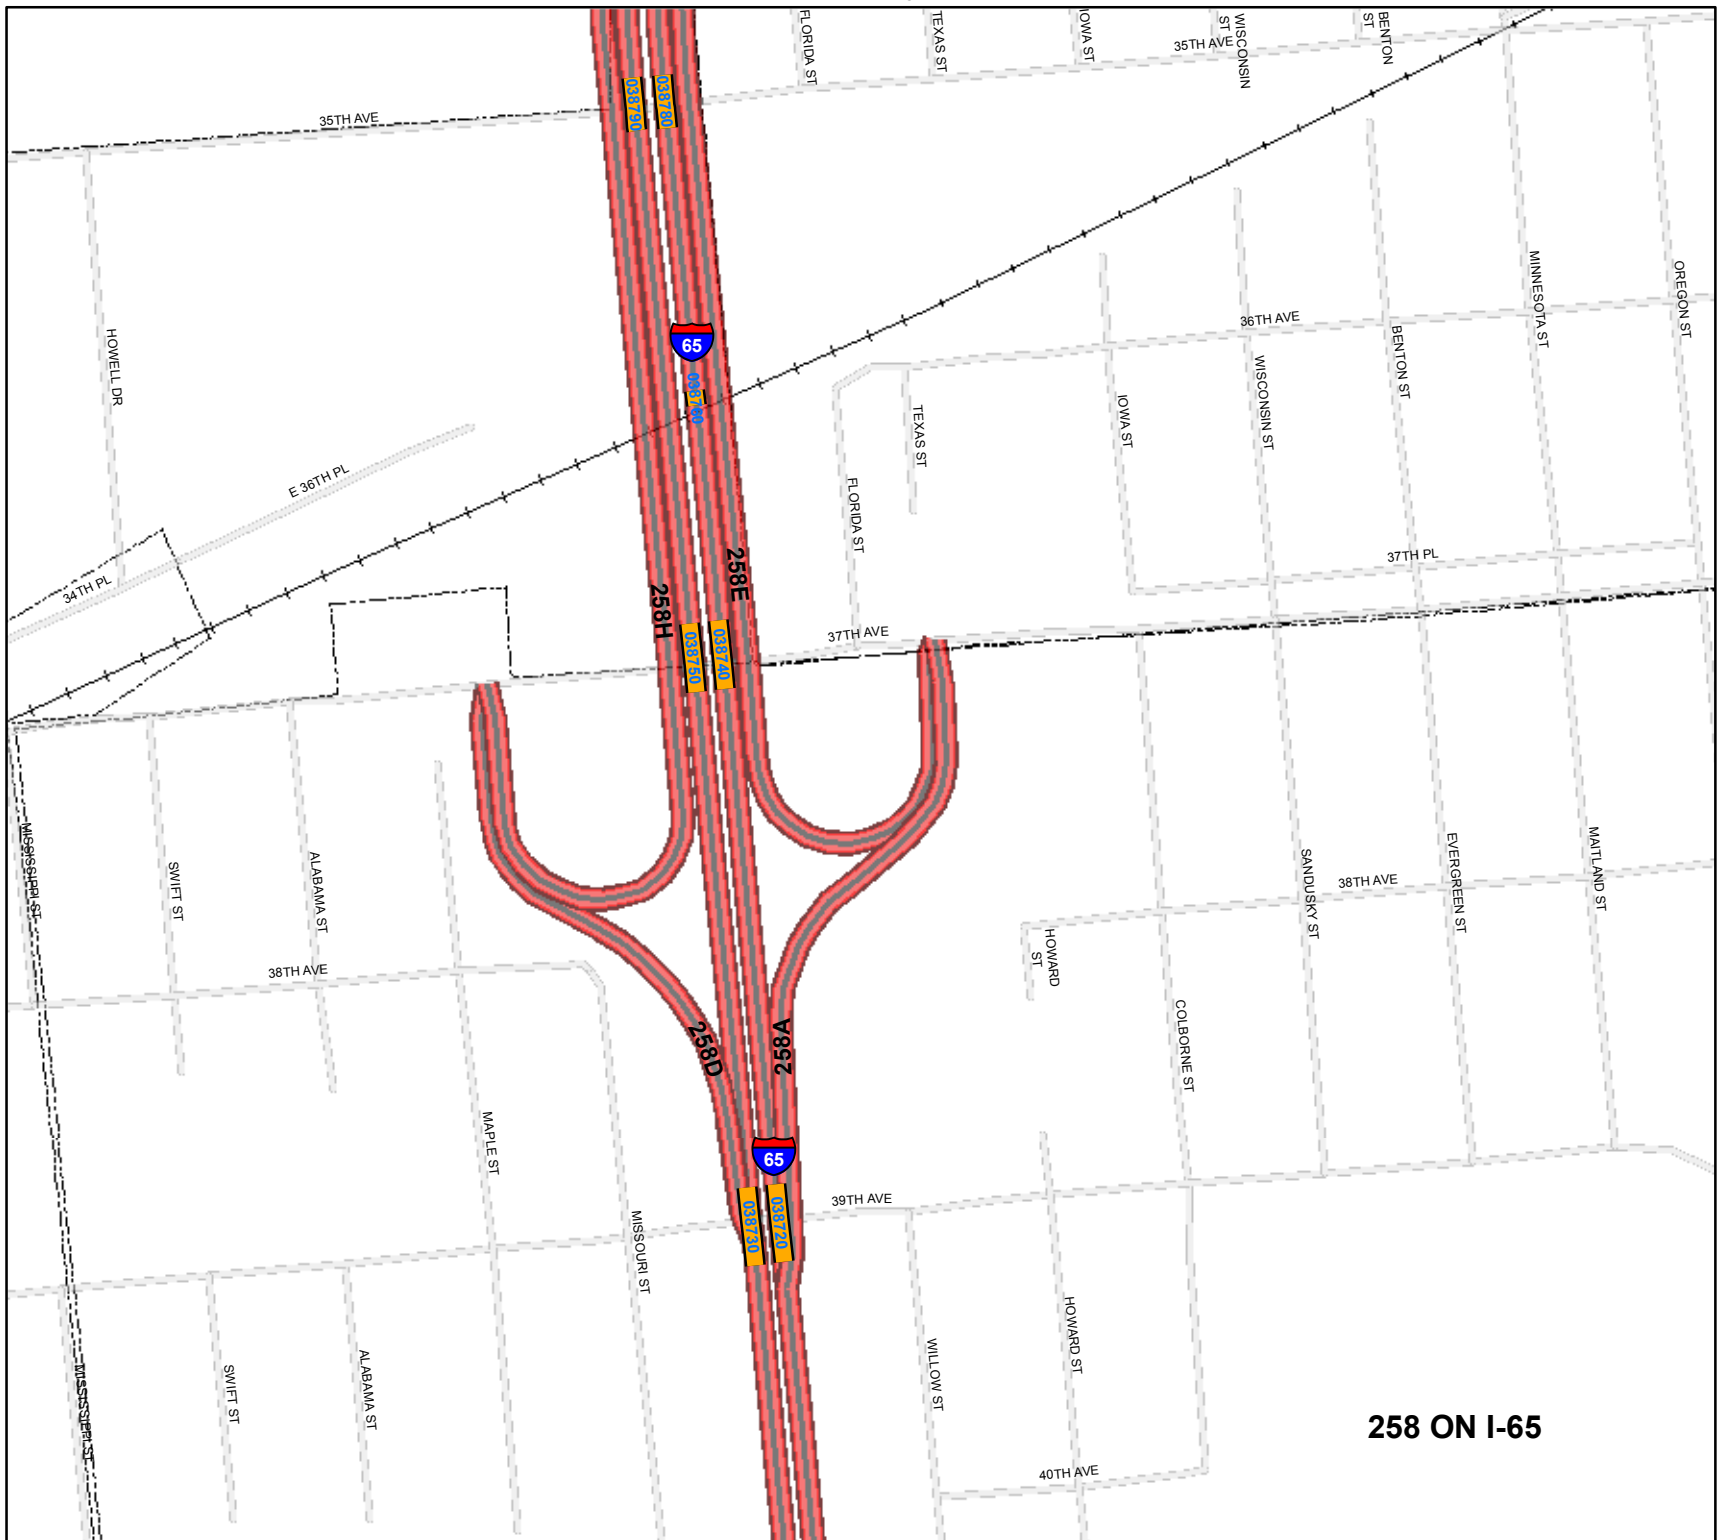 FLORIDA ST
TEXAS ST
IOWA ST
WISCONSIN
ST
BENTON
ST
35TH AVE
35TH AVE
038790
038780
HOWELL DR
65
038760
36TH AVE
MINNESOTA ST
OREGON ST
BENTON ST
WISCONSIN ST
IOWA ST
TEXAS ST
FLORIDA ST
E 36TH PL
34TH PL
37TH PL
258H
258E
038750
038740
37TH AVE
MISSISSIPPI ST
SWIFT ST
ALABAMA ST
38TH AVE
SANDUSKY ST
EVERGREEN ST
MAITLAND ST
38TH AVE
HOWARD
ST
COLBORNE ST
258D
258A
MAPLE ST
65
038730
038720
39TH AVE
MISSOURI ST
HOWARD ST
WILLOW ST
MISSISSIPPI ST
SWIFT ST
ALABAMA ST
40TH AVE
258 ON I-65